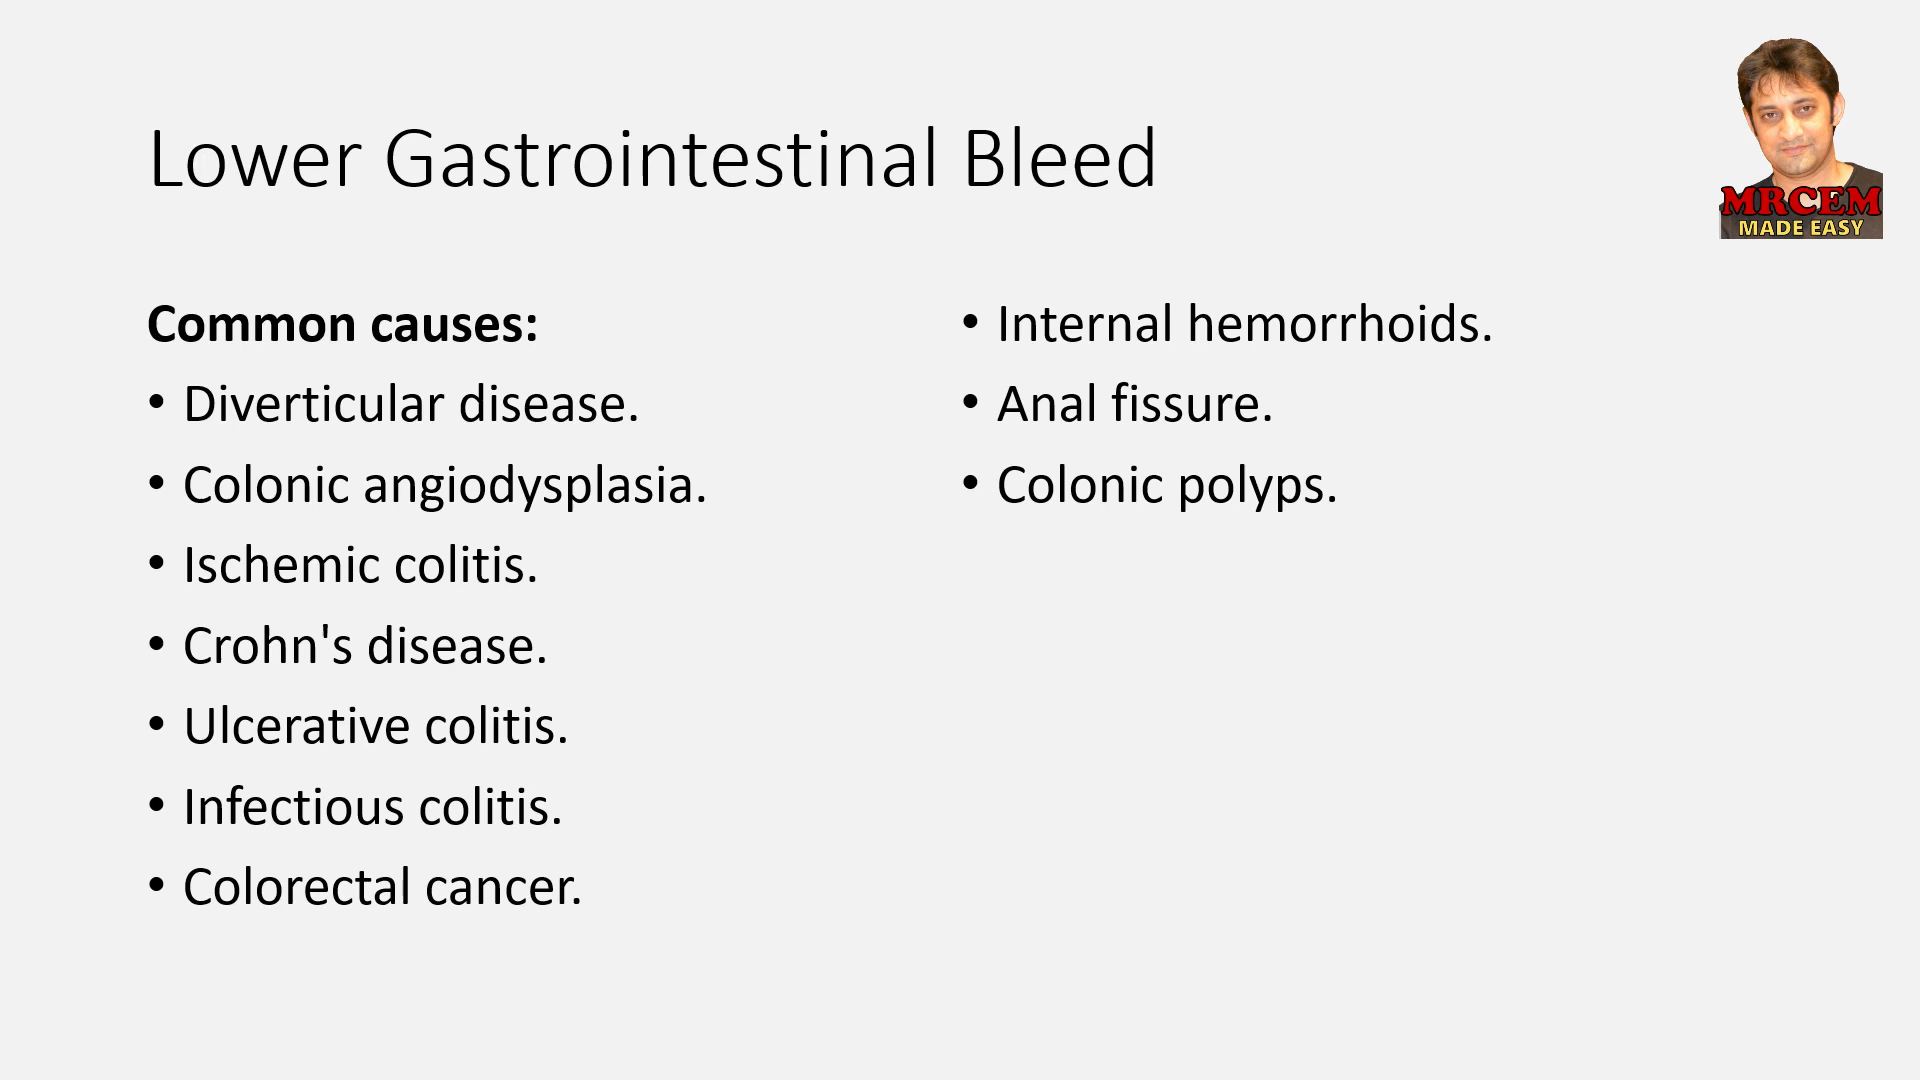 Lower Gastrointestinal Bleed
MRCEM
MADE EASY
Common causes:
• Diverticular disease.
• Colonic angiodysplasia.
• Ischemic colitis.
• Crohn's disease.
• Ulcerative colitis.
• Infectious colitis.
• Colorectal cancer.
• Internal hemorrhoids.
• Anal fissure.
• Colonic polyps.